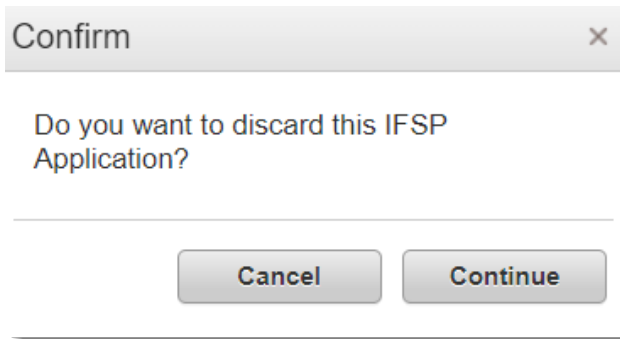 Confirm
Do you want to discard this IFSP
Application?
Cancel Continue